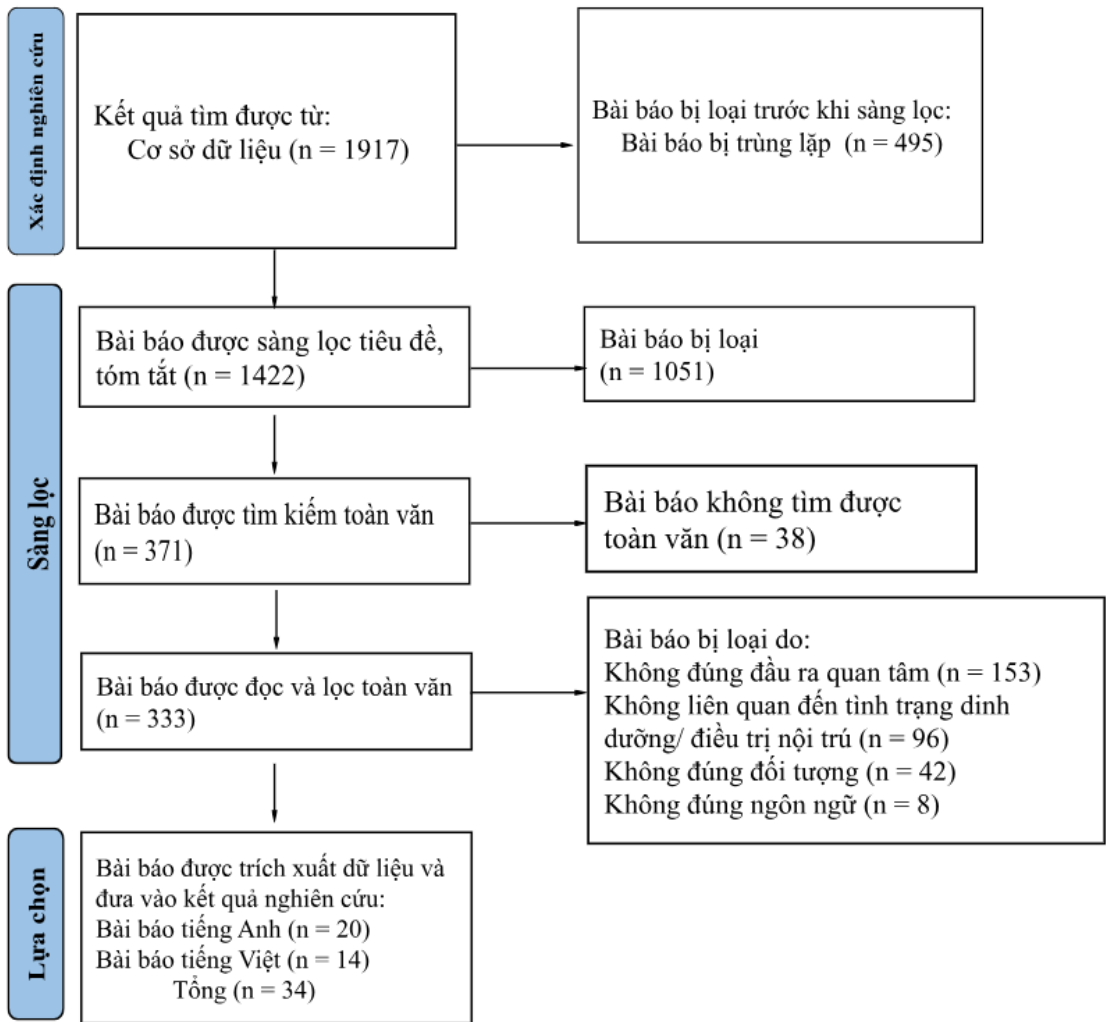 Xác định nghiên cứu
Kết quả tìm được từ:
Cơ sở dữ liệu (n = 1917)
Bài báo bị loại trước khi sàng lọc:
Bài báo bị trùng lặp (n = 495)
Sàng lọc
Bài báo được sàng lọc tiêu đề,
tóm tắt (n = 1422)
Bài báo bị loại
(n = 1051)
Bài báo được tìm kiếm toàn văn
(n = 371)
Bài báo không tìm được
toàn văn (n = 38)
Bài báo được đọc và lọc toàn văn
(n = 333)
Bài báo bị loại do:
Không đúng đầu ra quan tâm (n = 153)
Không liên quan đến tình trạng dinh
dưỡng/ điều trị nội trú (n = 96)
Không đúng đối tượng (n = 42)
Không đúng ngôn ngữ (n = 8)
Lựa chọn
Bài báo được trích xuất dữ liệu và
đưa vào kết quả nghiên cứu:
Bài báo tiếng Anh (n = 20)
Bài báo tiếng Việt (n = 14)
Tổng (n = 34)